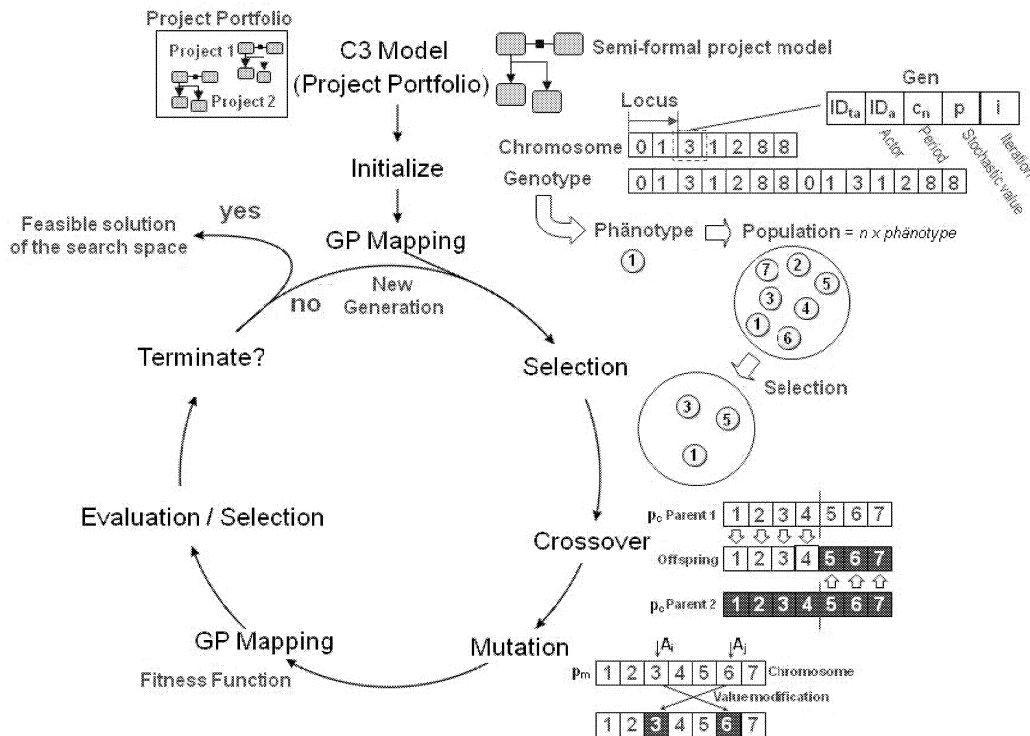 Project Portfolio
Project 1
Project 2
C3 Model
(Project Portfolio)
Semi-formal project model
Initialize
GP Mapping
yes
Feasible solution
of the search space
no
New
Generation
Terminate?
Selection
Evaluation / Selection
Crossover
GP Mapping
Fitness Function
Mutation
Gen
IDta IDa cn p i
Actor
Period
Stochastic value
Iteration
Locus
Chromosome 0 1 3 1 2 8 8
Genotype 0 1 3 1 2 8 8 0 1 3 1 2 8 8
Phänotype
Population = n x phänotype
1
7 2 5 3 4 1 6
Selection
3 5 1
pc Parent 1 1 2 3 4 5 6 7
Offspring 1 2 3 4 5 6 7
pc Parent 2 1 2 3 4 5 6 7
Ai Aj
pm 1 2 3 4 5 6 7 Chromosome
Value modification
1 2 3 4 5 6 7